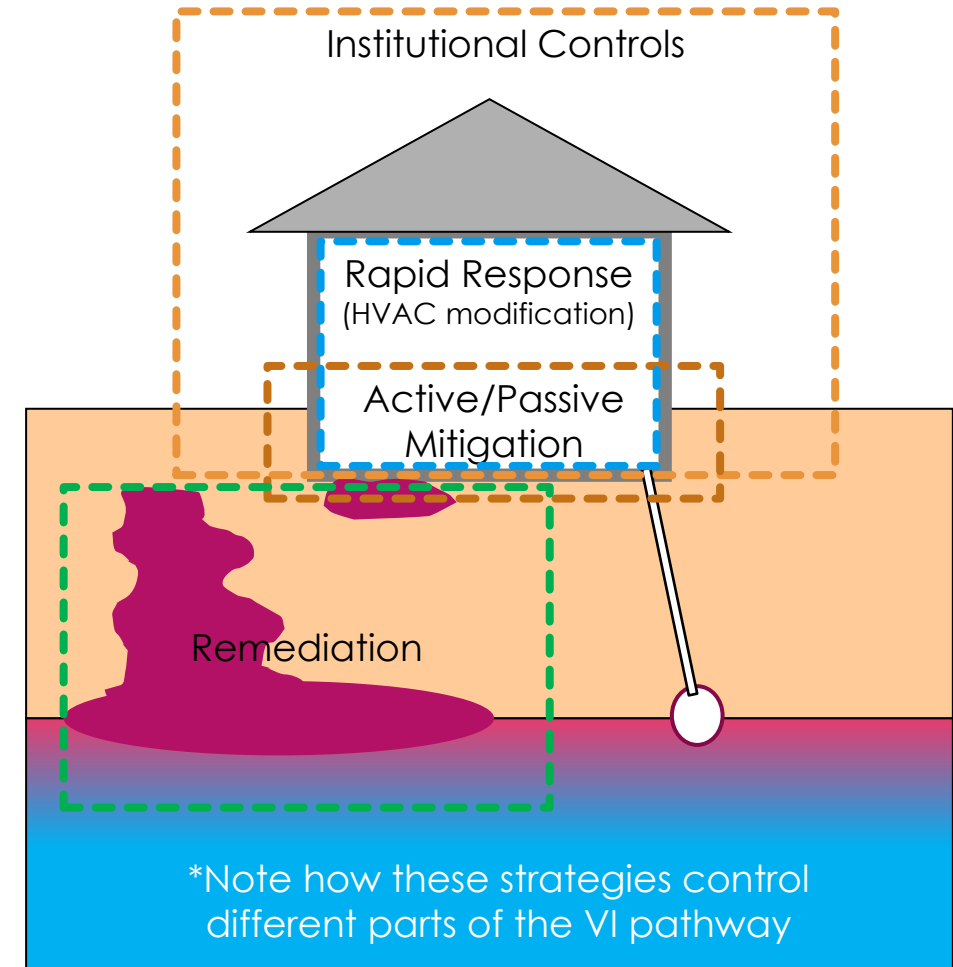 Institutional Controls
Rapid Response
(HVAC modification)
Active/Passive
Mitigation
Remediation
*Note how these strategies control
different parts of the VI pathway